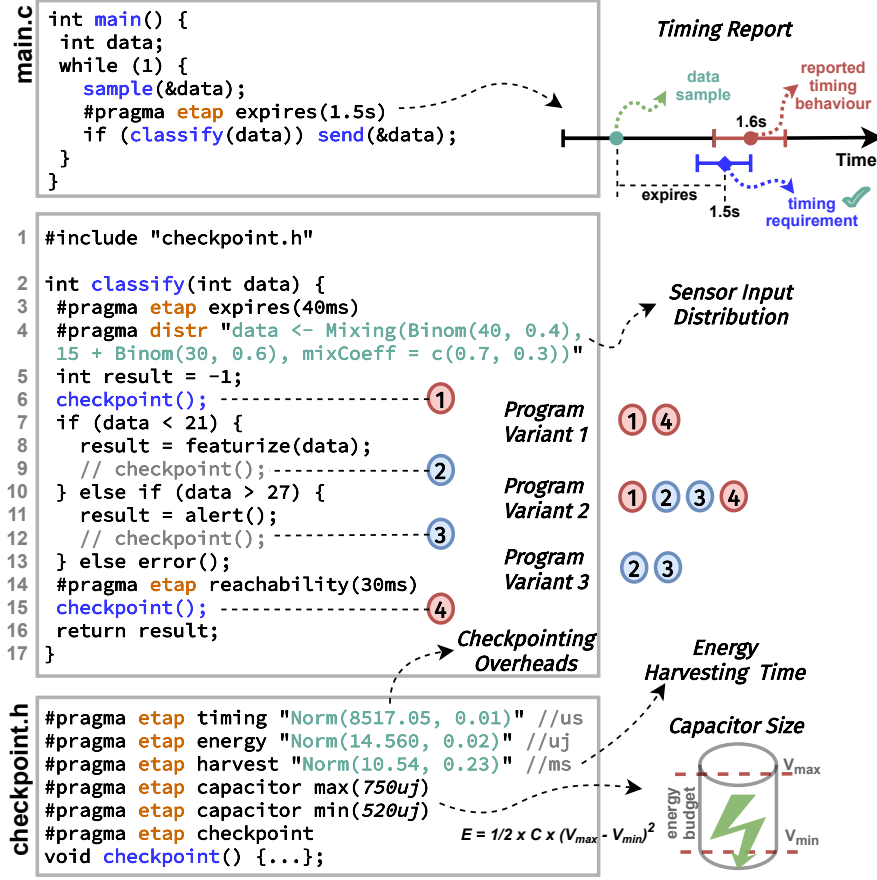 main.c
int main() {
int data;
while (1) {
sample(&data);
#pragma etap expires(1.5s)
if (classify(data)) send(&data);
}
}
Timing Report
data
sample
reported
timing
behaviour
1.6s
Time
expires
1.5s
timing
requirement
1 #include "checkpoint.h"
2 int classify(int data) {
3 #pragma etap expires(40ms)
4 #pragma distr "data <- Mixing(Binom(40, 0.4),
15 + Binom(30, 0.6), mixCoeff = c(0.7, 0.3))"
5 int result = -1;
6 checkpoint();
7 if (data < 21) {
8 result = featurize(data);
9 // checkpoint();
10 } else if (data > 27) {
11 result = alert();
12 // checkpoint();
13 } else error();
14 #pragma etap reachability(30ms)
15 checkpoint();
16 return result;
17 }
1
2
3
4
Sensor Input
Distribution
Program
Variant 1
1 4
Program
Variant 2
1 2 3 4
Program
Variant 3
2 3
Checkpointing
Overheads
Energy
Harvesting Time
checkpoint.h
#pragma etap timing "Norm(8517.05, 0.01)" //us
#pragma etap energy "Norm(14.560, 0.02)" //uj
#pragma etap harvest "Norm(10.54, 0.23)" //ms
#pragma etap capacitor max(750uj)
#pragma etap capacitor min(520uj)
#pragma etap checkpoint
void checkpoint() {...};
E = 1/2 x C x (Vmax - Vmin)2
Capacitor Size
Vmax
energy
budget
Vmin